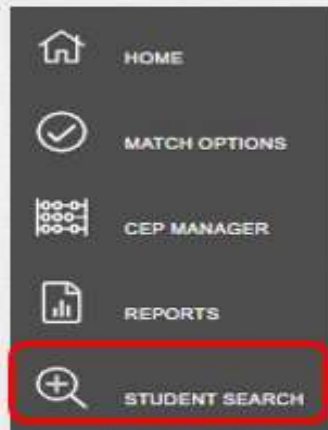 HOME
MATCH OPTIONS
CEP MANAGER
REPORTS
STUDENT SEARCH